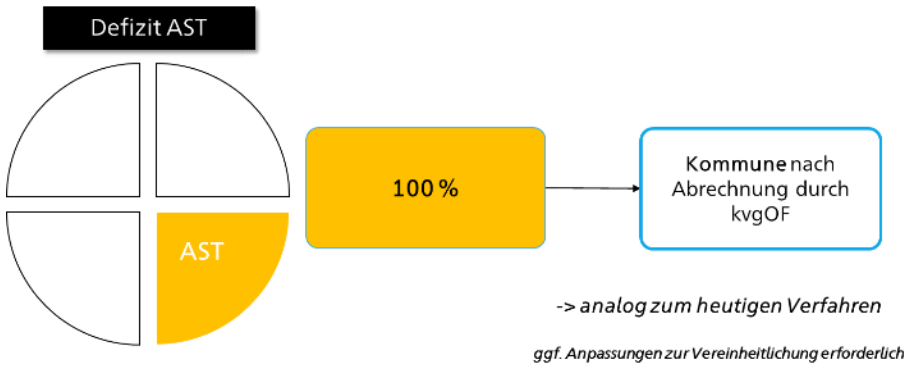 Defizit AST
AST
100 %
Kommune nach
Abrechnung durch
kvgOF
-> analog zum heutigen Verfahren
ggf. Anpassungen zur Vereinheitlichung erforderlich